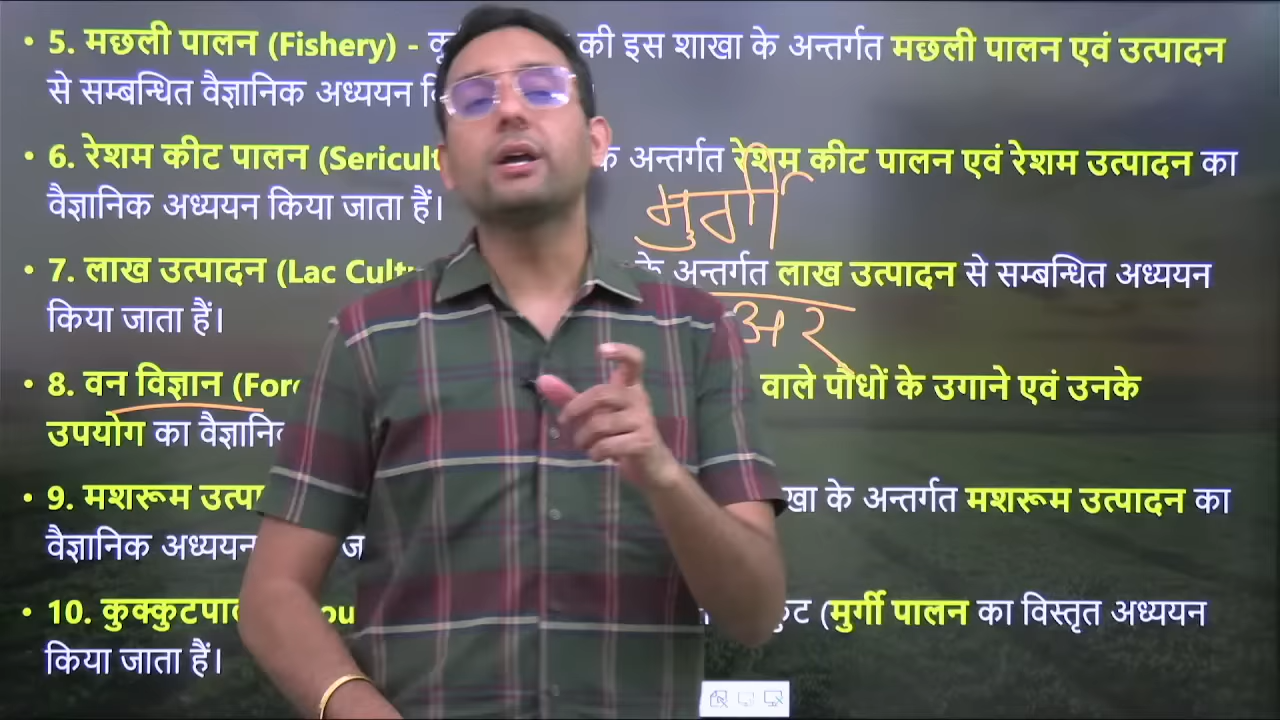 • 5. मछली पालन (Fishery) - की इस शाखा के अन्तर्गत मछली पालन एवं उत्पादन
से सम्बन्धित वैज्ञानिक अध्ययन
• 6. रेशम कीट पालन (Sericult के अन्तर्गत रेशम कीट पालन एवं रेशम उत्पादन का
वैज्ञानिक अध्ययन किया जाता हैं।
मुर्गी
• 7. लाख उत्पादन (Lac Cult के अन्तर्गत लाख उत्पादन से सम्बन्धित अध्ययन
किया जाता हैं।
अर
• 8. वन विज्ञान (For वाले पौधों के उगाने एवं उनके
उपयोग का
• 9. मशरूम के अन्तर्गत मशरूम उत्पादन का
वैज्ञानिक अध्ययन
• 10. (मुर्गी पालन का विस्तृत अध्ययन
किया जाता हैं।